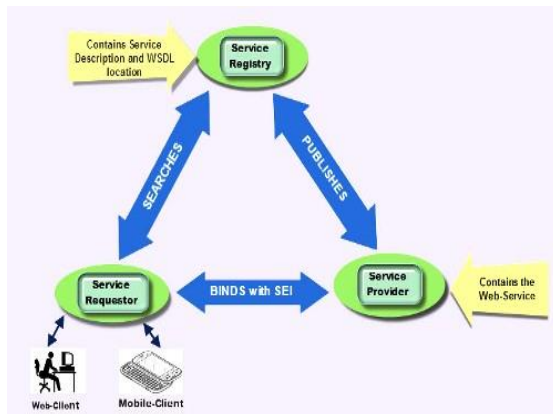 Contains Service
Description and WSDL
location
Service
Registry
SEARCHES
PUBLISHES
Service
Requestor
BINDS with SEI
Service
Provider
Contains the
Web-Service
Web-Client
Mobile-Client